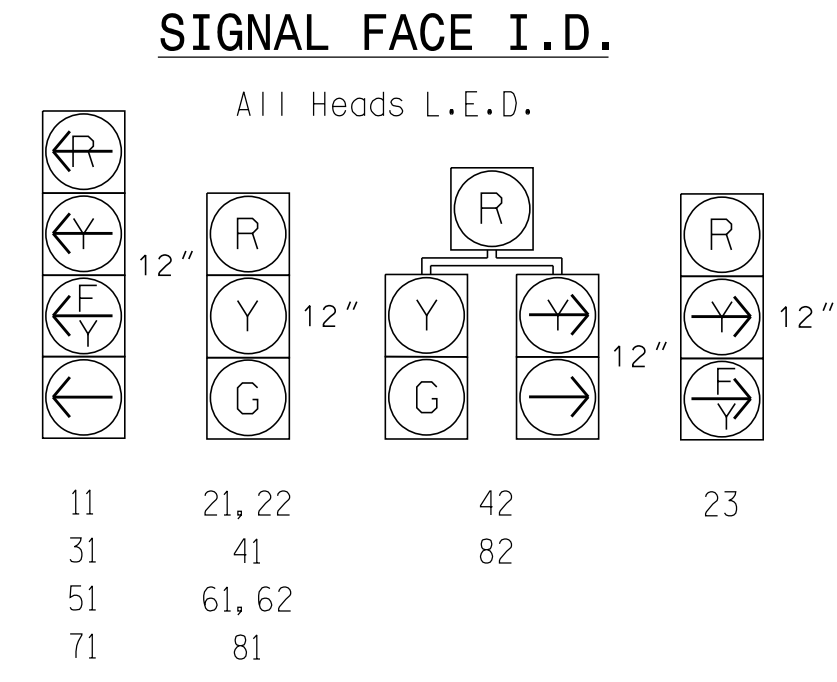 SIGNAL FACE I.D.
All Heads L.E.D.
R
Y
F
Y
12"
R
Y
G
12"
R
Y
G
Y
12"
R
Y
F
Y
12"
11 21, 22 42 23
31 41 82
51 61, 62
71 81